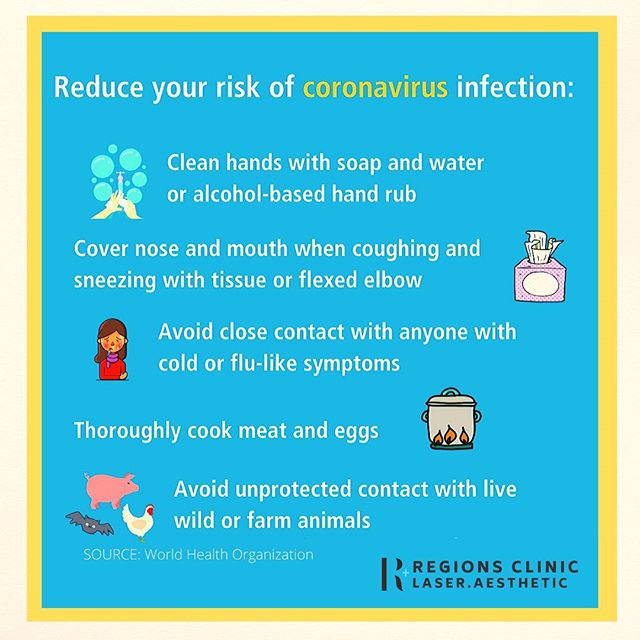 Reduce your risk of coronavirus infection:
Clean hands with soap and water
or alcohol-based hand rub
Cover nose and mouth when coughing and
sneezing with tissue or flexed elbow
Avoid close contact with anyone with
cold or flu-like symptoms
Thoroughly cook meat and eggs
Avoid unprotected contact with live
wild or farm animals
SOURCE: World Health Organization
R+ REGIONS CLINIC
LASER.AESTHETIC